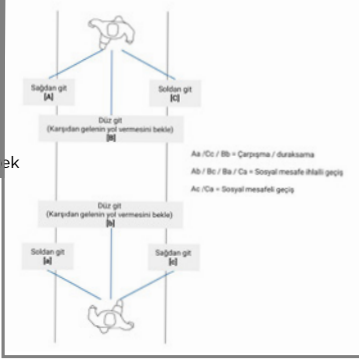 Sağdan git
[A]
Soldan git
[C]
Düz git
(Karşıdan gelenin yol vermesini bekle)
[B]
ek
Aa /Cc / Bb = Çarpışma / duraksama
Ab / Bc / Ba / Ca = Sosyal mesafe ihlalli geçiş
Ac /Ca = Sosyal mesafeli geçiş
Düz git
(Karşıdan gelenin yol vermesini bekle)
[b]
Soldan git
[a]
Sağdan git
[c]